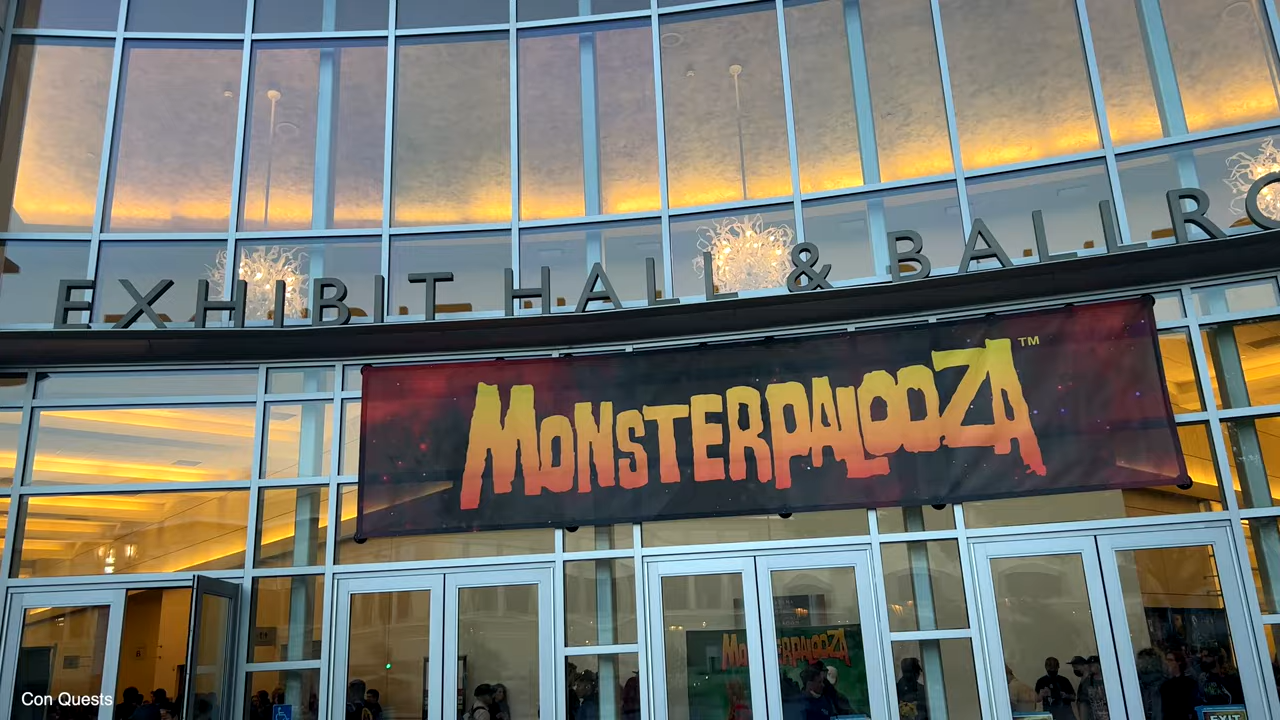 EXHIBIT HALL & BALLRO
MONSTERPALOOZA™
MONSTERPALOOZA
EXIT
Con Quests